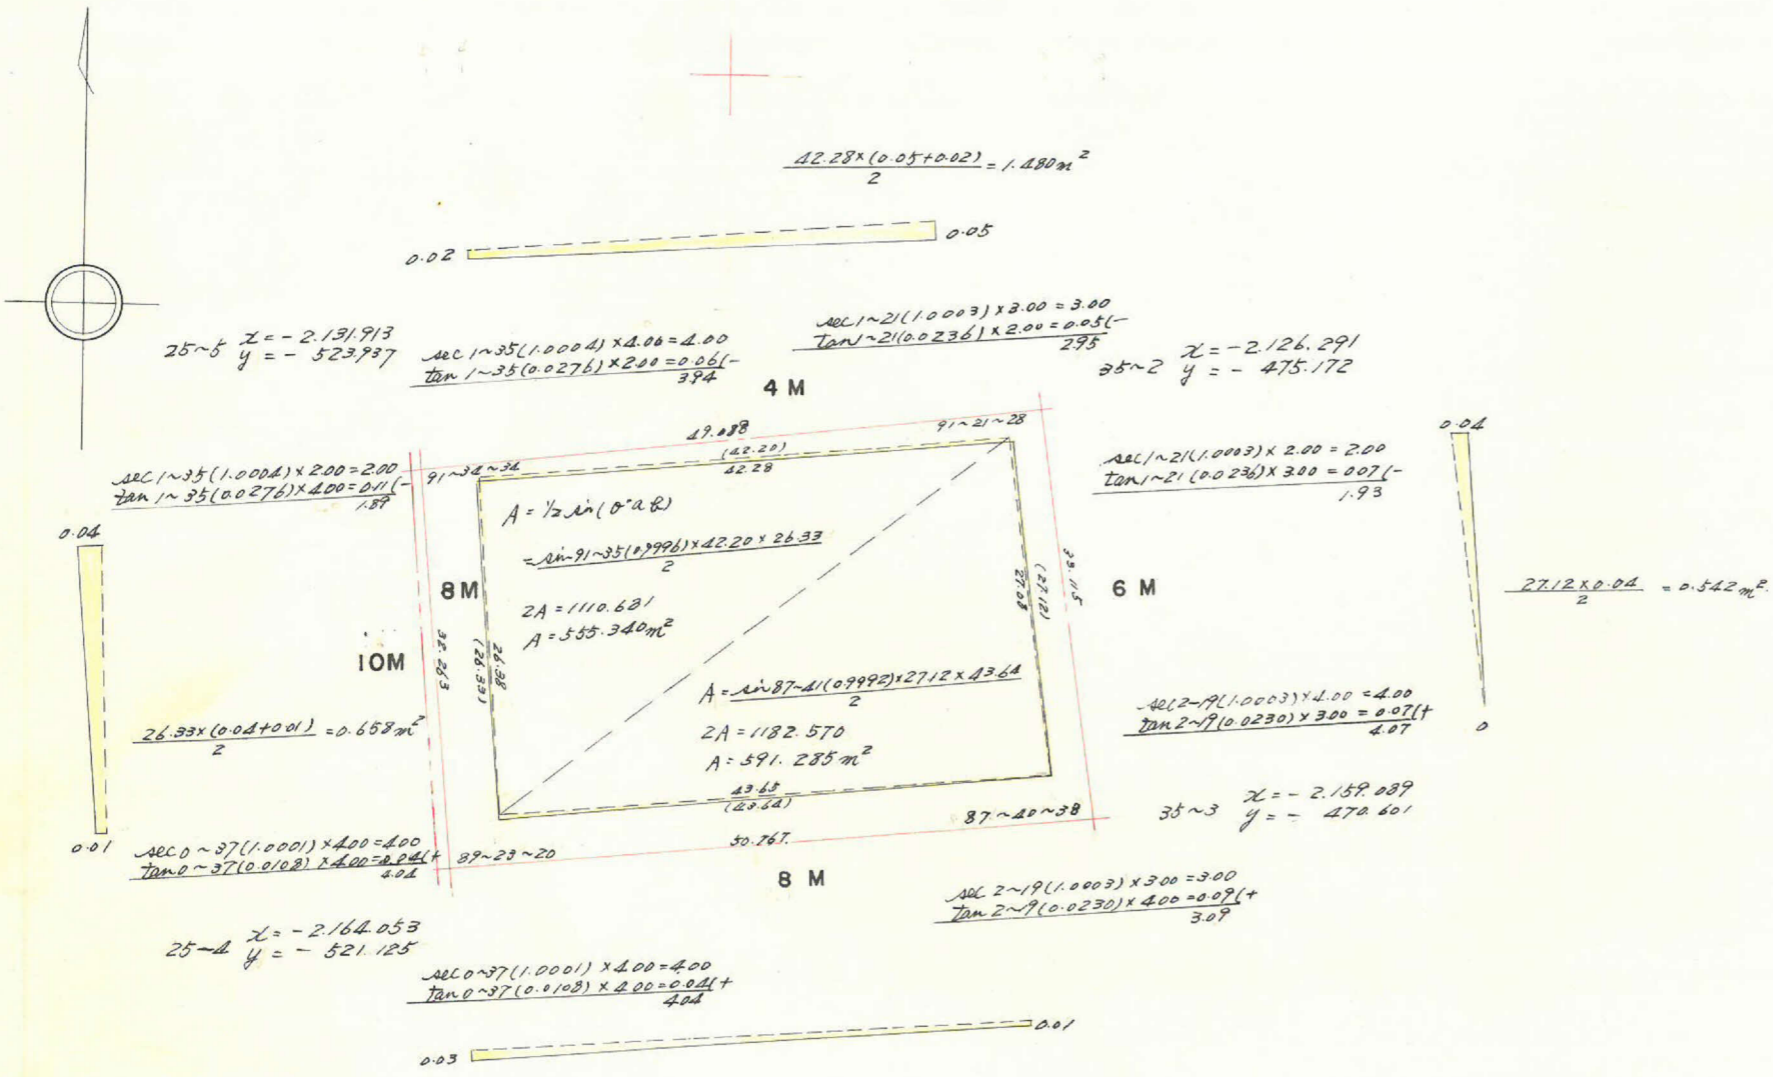 42.28×(0.05+0.02)
2
=1.480m²
0.02
0.05
25~5
x=-2.131.913
y=- 523.937
sec 1~35(1.0004)×4.00=4.00
tan 1~35(0.0276)×2.00=0.06(-
3.94
sec 1~21(1.0003)×3.00=3.00
tan 1~21(0.0236)×2.00=0.05(-
2.95
35~2
x=-2.126.291
y=- 475.172
4 M
49.088
(42.20)
42.28
91~21~28
91~34~34
sec 1~35(1.0004)×2.00=2.00
tan 1~35(0.0276)×4.00=0.11(-
1.89
sec 1~21(1.0003)×2.00=2.00
tan 1~21(0.0236)×3.00=0.07(-
1.93
0.04
0.04
A=½ sin(θ·a b)
=sin 91~35(0.9996)×42.20×26.33
2
2A=1110.681
A=555.340m²
8 M
10 M
32.263
(26.33)
26.38
27.08
(27.12)
33.115
6 M
27.12×0.04
2
=0.542m².
A=sin 87~41(0.9992)×27.12×43.64
2
2A=1182.570
A=591.285m²
26.33×(0.04+0.01)
2
=0.658m²
sec 2~19(1.0003)×4.00=4.00
tan 2~19(0.0230)×3.00=0.07(+
4.07
0
43.65
(43.64)
87~40~38
35~3
x=-2.159.089
y=- 470.601
0.01
sec 0~37(1.0001)×4.00=4.00
tan 0~37(0.0108)×4.00=0.04(+
4.04
89~23~20
50.767.
8 M
sec 2~19(1.0003)×3.00=3.00
tan 2~19(0.0230)×4.00=0.09(+
3.09
25~4
x=-2.164.053
y=- 521.125
sec 0~37(1.0001)×4.00=4.00
tan 0~37(0.0108)×4.00=0.04(+
4.04
0.03
0.01